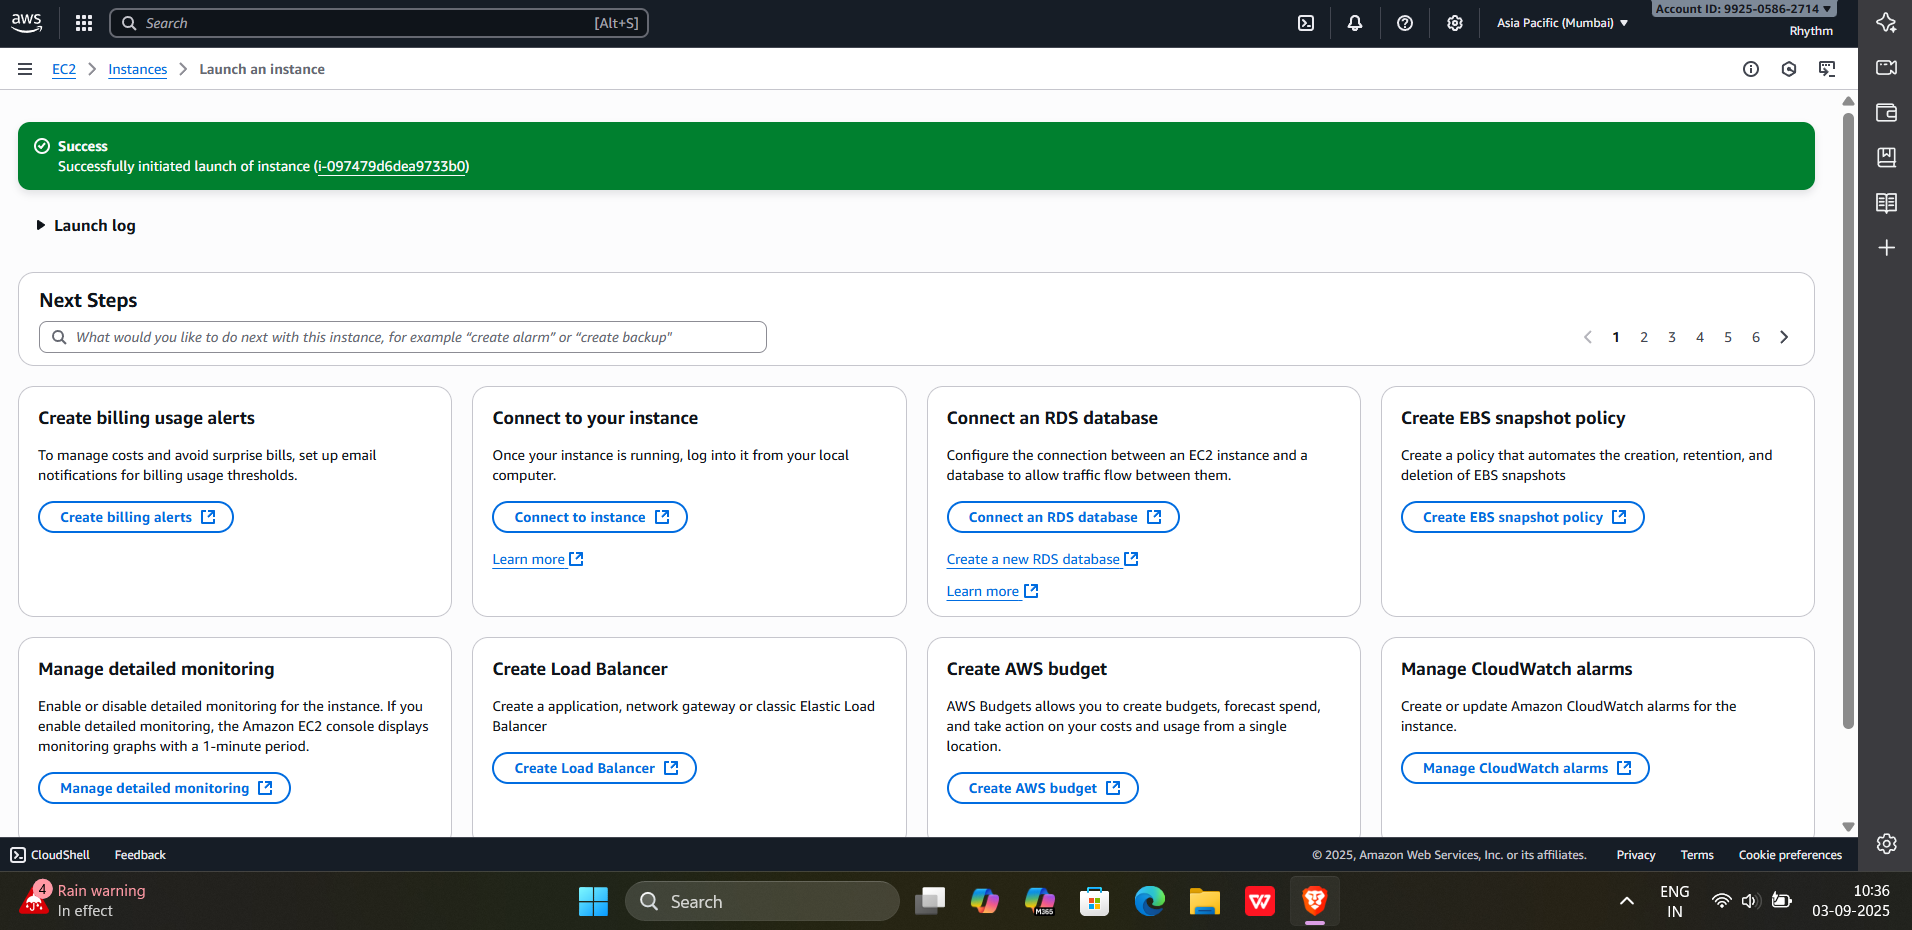 aws
Search [Alt+S]
Asia Pacific (Mumbai)
Account ID: 9925-0586-2714
Rhythm
EC2 Instances Launch an instance
Success
Successfully initiated launch of instance (i-097479d6dea9733b0)
Launch log
Next Steps
What would you like to do next with this instance, for example “create alarm” or “create backup"
1 2 3 4 5 6
Create billing usage alerts
To manage costs and avoid surprise bills, set up email
notifications for billing usage thresholds.
Create billing alerts
Connect to your instance
Once your instance is running, log into it from your local
computer.
Connect to instance
Learn more
Connect an RDS database
Configure the connection between an EC2 instance and a
database to allow traffic flow between them.
Connect an RDS database
Create a new RDS database
Learn more
Create EBS snapshot policy
Create a policy that automates the creation, retention, and
deletion of EBS snapshots
Create EBS snapshot policy
Manage detailed monitoring
Enable or disable detailed monitoring for the instance. If you
enable detailed monitoring, the Amazon EC2 console displays
monitoring graphs with a 1-minute period.
Manage detailed monitoring
Create Load Balancer
Create a application, network gateway or classic Elastic Load
Balancer
Create Load Balancer
Create AWS budget
AWS Budgets allows you to create budgets, forecast spend,
and take action on your costs and usage from a single
location.
Create AWS budget
Manage CloudWatch alarms
Create or update Amazon CloudWatch alarms for the
instance.
Manage CloudWatch alarms
CloudShell Feedback
© 2025, Amazon Web Services, Inc. or its affiliates. Privacy Terms Cookie preferences
4
Rain warning
In effect
Search
M365
W
ENG
IN
10:36
03-09-2025